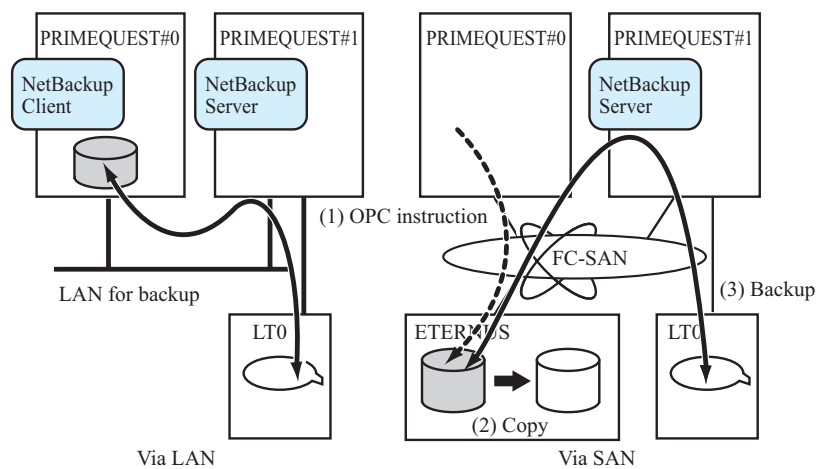 PRIMEQUEST#0
PRIMEQUEST#1
NetBackup
Client
NetBackup
Server
LAN for backup
LT0
Via LAN
PRIMEQUEST#0
PRIMEQUEST#1
NetBackup
Server
(1) OPC instruction
FC-SAN
(3) Backup
ETERNUS
LT0
(2) Copy
Via SAN